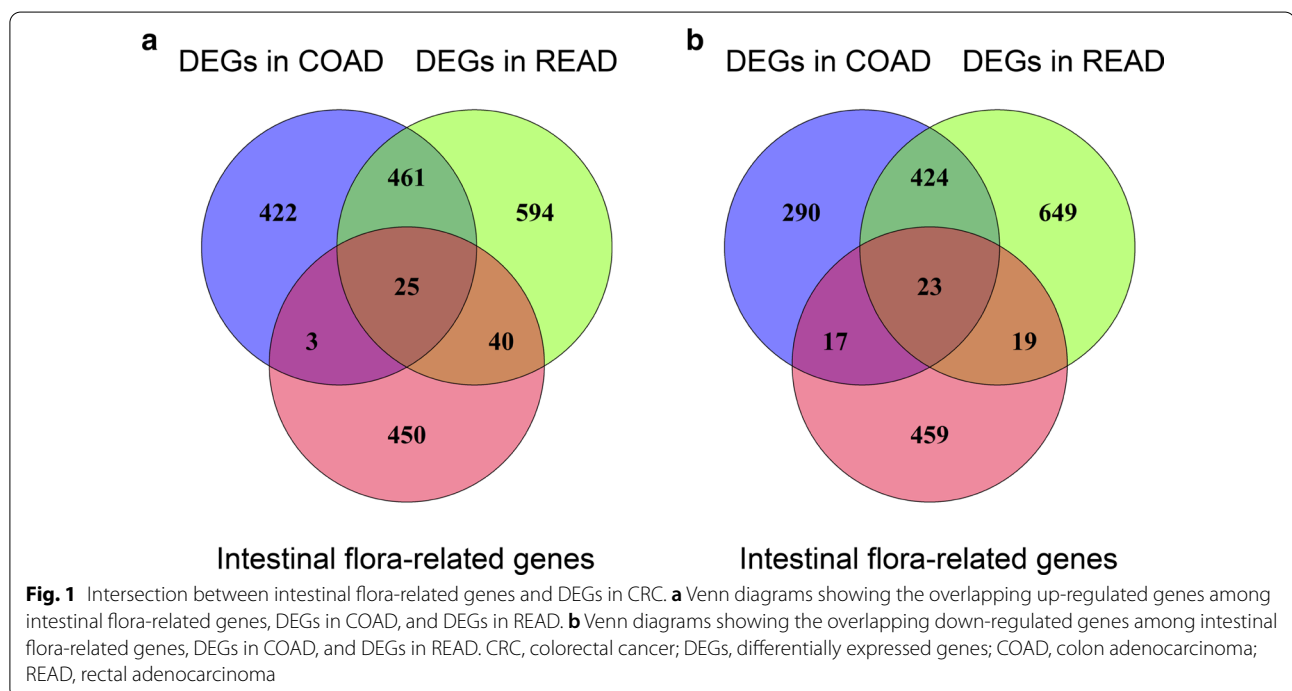 a
DEGs in COAD DEGs in READ
461
422 594
25
3 40
450
Intestinal flora-related genes
b
DEGs in COAD DEGs in READ
424
290 649
23
17 19
459
Intestinal flora-related genes
Fig. 1 Intersection between intestinal flora-related genes and DEGs in CRC. a Venn diagrams showing the overlapping up-regulated genes among
intestinal flora-related genes, DEGs in COAD, and DEGs in READ. b Venn diagrams showing the overlapping down-regulated genes among intestinal
flora-related genes, DEGs in COAD, and DEGs in READ. CRC, colorectal cancer; DEGs, differentially expressed genes; COAD, colon adenocarcinoma;
READ, rectal adenocarcinoma